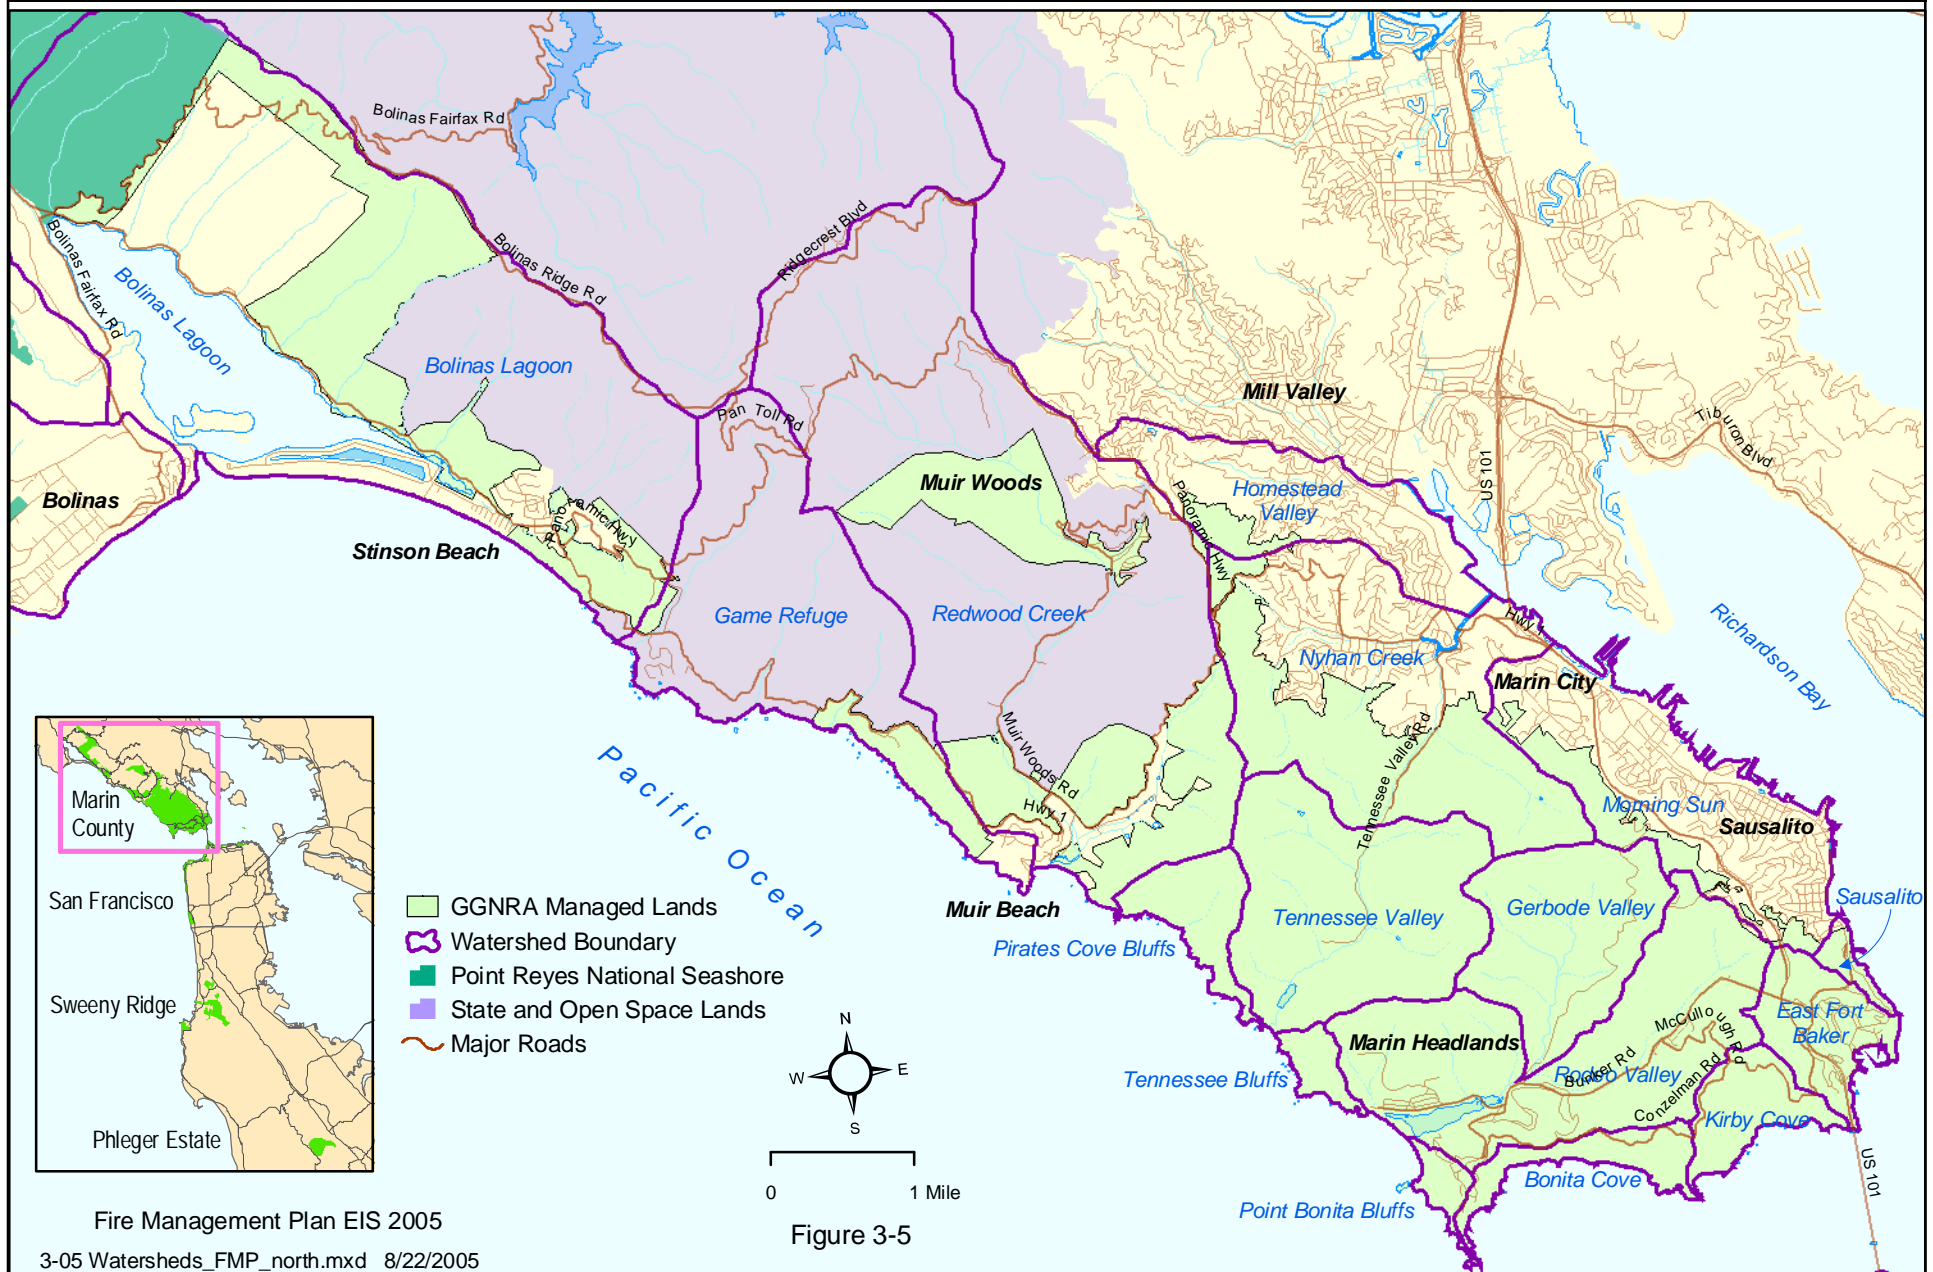 Bolinas Fairfax Rd
Bolinas Fairfax Rd
Bolinas Lagoon
Bolinas Ridge Rd
Ridgecrest Blvd
Bolinas Lagoon
Pan Toll Rd
Mill Valley
Tiburon Blvd
US 101
Muir Woods
Homestead
Valley
Panoramic Hwy
Bolinas
Panoramic Hwy
Stinson Beach
Game Refuge
Redwood Creek
Hwy 1
Richardson Bay
Nyhan Creek
Marin City
Muir Woods Rd
Tennessee Valley Rd
Pacific Ocean
Hwy 1
Morning Sun
Sausalito
Muir Beach
Pirates Cove Bluffs
Tennessee Valley
Gerbode Valley
Sausalito
East Fort
Baker
McCullough Rd
Marin Headlands
Bunker Rd
Rodeo Valley
Conzelman Rd
Tennessee Bluffs
Kirby Cove
Bonita Cove
Point Bonita Bluffs
US 101
Marin
County
San Francisco
Sweeny Ridge
Phleger Estate
GGNRA Managed Lands
Watershed Boundary
Point Reyes National Seashore
State and Open Space Lands
Major Roads
N
W
E
S
0 1 Mile
Figure 3-5
Fire Management Plan EIS 2005
3-05 Watersheds_FMP_north.mxd 8/22/2005